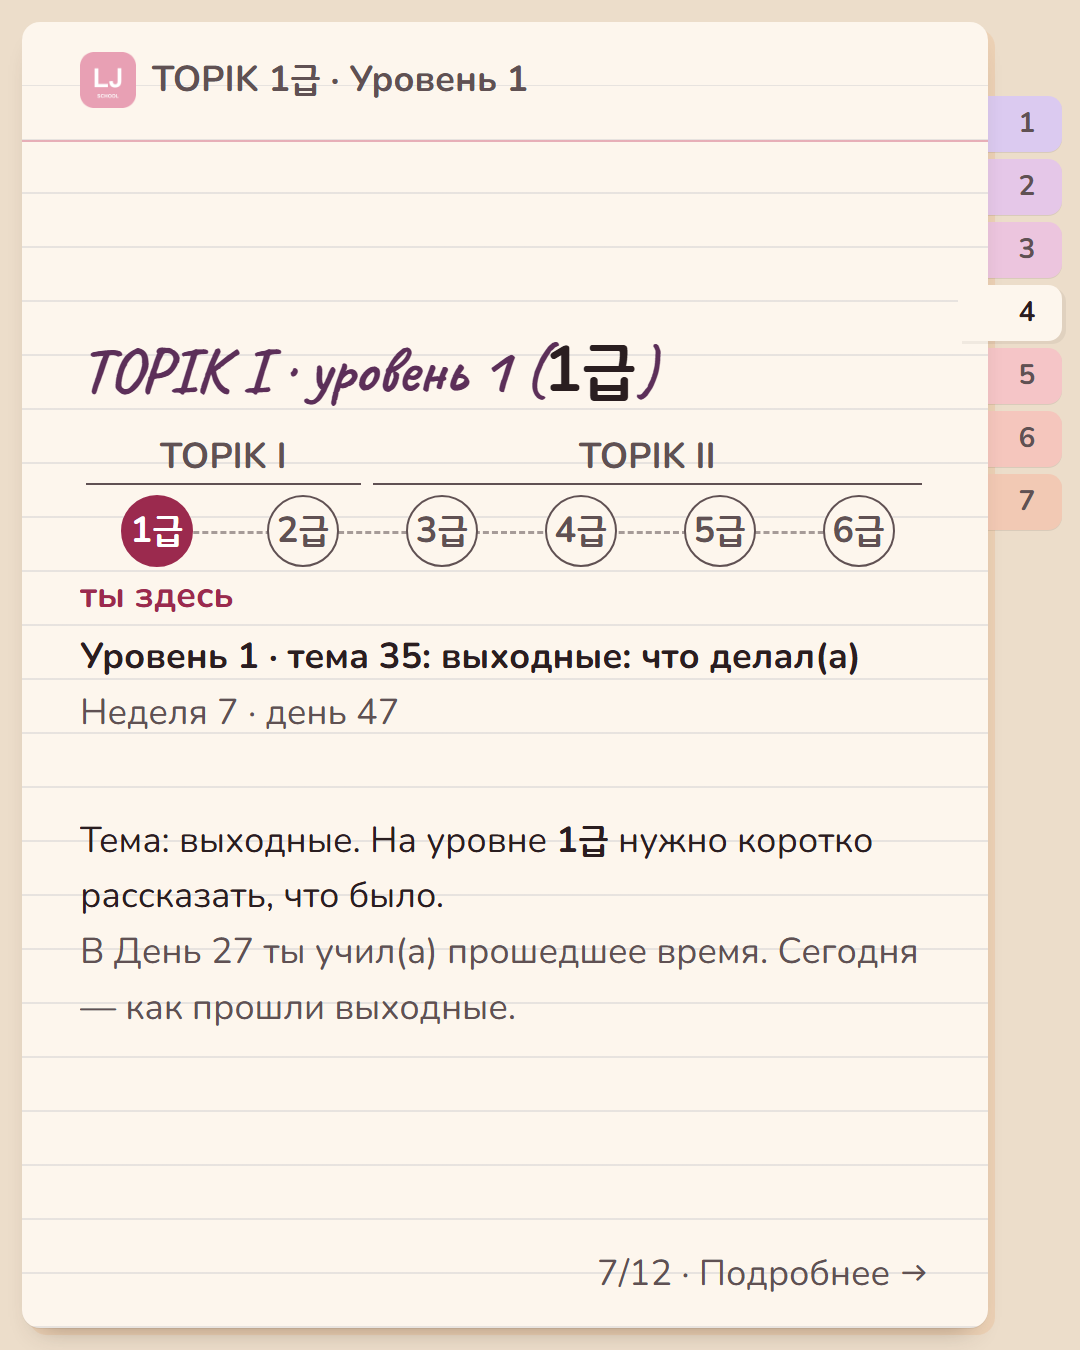 LJ
SCHOOL
TOPIK 1급 · Уровень 1
1
2
3
4
5
6
7
TOPIK I · уровень 1 (1급)
TOPIK I
TOPIK II
1급 2급 3급 4급 5급 6급
ты здесь
Уровень 1 · тема 35: выходные: что делал(а)
Неделя 7 · день 47
Тема: выходные. На уровне 1급 нужно коротко
рассказать, что было.
В День 27 ты учил(а) прошедшее время. Сегодня
— как прошли выходные.
7/12 · Подробнее →